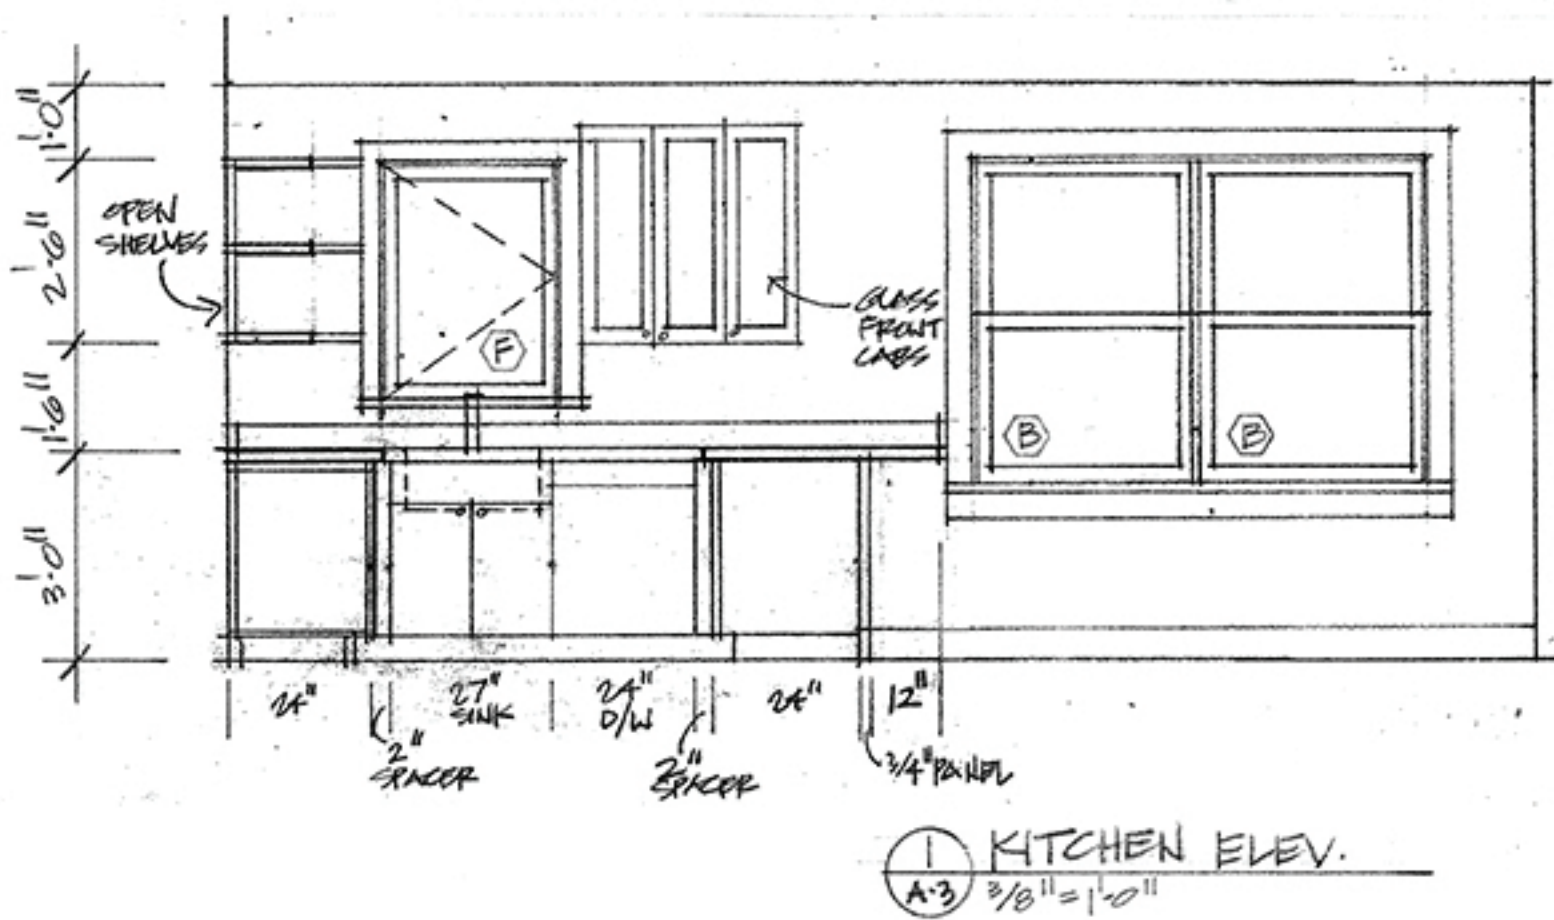 1'-0"
2'-6"
1'-6"
3'-0"
OPEN
SHELVES
GLASS
FRONT
CABS
F
B
B
24"
27"
SINK
24"
D/W
24"
12"
2"
SPACER
2"
SPACER
3/4" PANEL
1
A-3
KITCHEN ELEV.
3/8" = 1'-0"